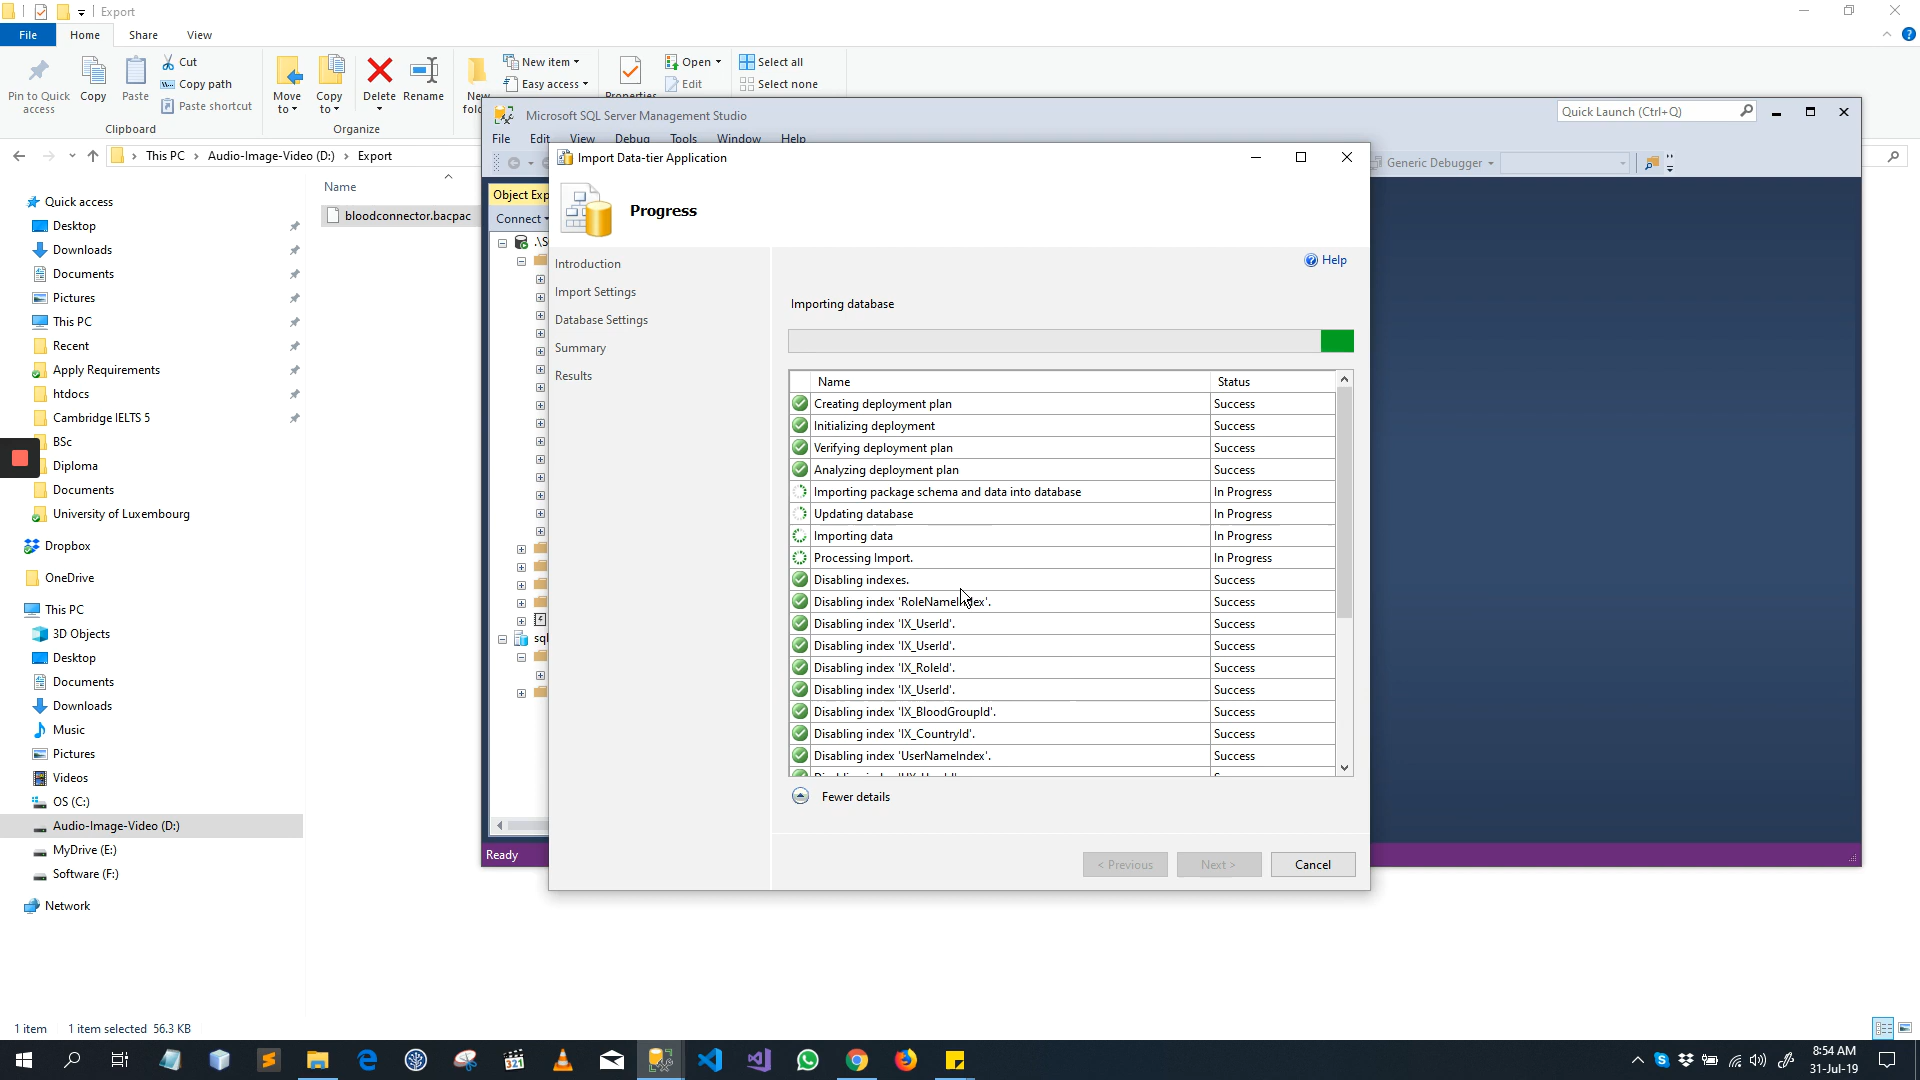 Export
File
Home
Share
View
Pin to Quick access
Copy
Paste
Cut
Copy path
Paste shortcut
Clipboard
Move to
Copy to
Delete
Rename
Organize
New
New item
Easy access
Properties
Open
Edit
Select all
Select none
This PC
Audio-Image-Video (D:)
Export
Name
bloodconnector.bacpac
Quick access
Desktop
Downloads
Documents
Pictures
This PC
Recent
Apply Requirements
htdocs
Cambridge IELTS 5
BSc
Diploma
Documents
University of Luxembourg
Dropbox
OneDrive
This PC
3D Objects
Desktop
Documents
Downloads
Music
Pictures
Videos
OS (C:)
Audio-Image-Video (D:)
MyDrive (E:)
Software (F:)
Network
1 item
1 item selected 56.3 KB
Microsoft SQL Server Management Studio
Quick Launch (Ctrl+Q)
File
Edit
View
Debug
Tools
Window
Help
Generic Debugger
Object Exp
Connect
.\S
sql
Ready
Import Data-tier Application
Progress
Introduction
Import Settings
Database Settings
Summary
Results
Help
Importing database
Name Status
Creating deployment plan Success
Initializing deployment Success
Verifying deployment plan Success
Analyzing deployment plan Success
Importing package schema and data into database In Progress
Updating database In Progress
Importing data In Progress
Processing Import. In Progress
Disabling indexes. Success
Disabling index 'RoleNameIndex'. Success
Disabling index 'IX_UserId'. Success
Disabling index 'IX_UserId'. Success
Disabling index 'IX_RoleId'. Success
Disabling index 'IX_UserId'. Success
Disabling index 'IX_BloodGroupId'. Success
Disabling index 'IX_CountryId'. Success
Disabling index 'UserNameIndex'. Success
Fewer details
< Previous
Next >
Cancel
8:54 AM
31-Jul-19